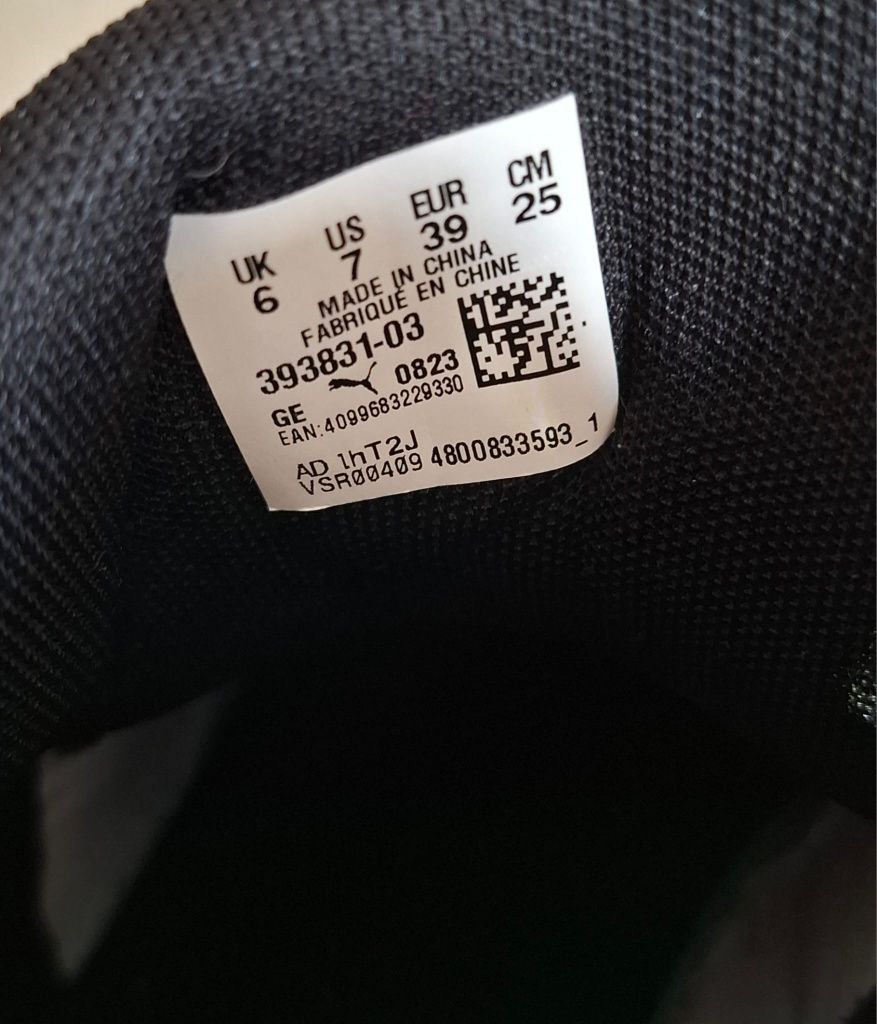 UK US EUR CM
6 7 39 25
MADE IN CHINA
FABRIQUÉ EN CHINE
393831-03
GE 0823
EAN:4099683229330
AD 1hT2J
VSR00409 4800833593_1